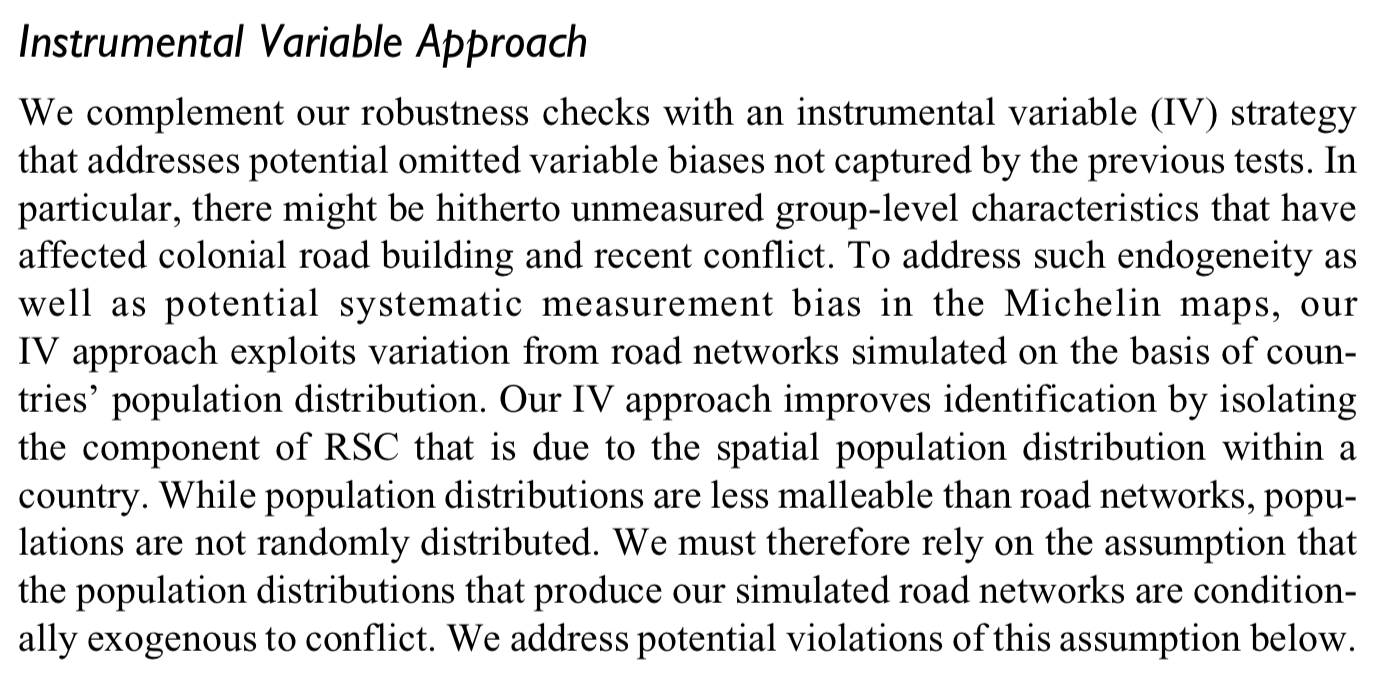 Instrumental Variable Approach
We complement our robustness checks with an instrumental variable (IV) strategy
that addresses potential omitted variable biases not captured by the previous tests. In
particular, there might be hitherto unmeasured group-level characteristics that have
affected colonial road building and recent conflict. To address such endogeneity as
well as potential systematic measurement bias in the Michelin maps, our
IV approach exploits variation from road networks simulated on the basis of coun-
tries’ population distribution. Our IV approach improves identification by isolating
the component of RSC that is due to the spatial population distribution within a
country. While population distributions are less malleable than road networks, popu-
lations are not randomly distributed. We must therefore rely on the assumption that
the population distributions that produce our simulated road networks are condition-
ally exogenous to conflict. We address potential violations of this assumption below.